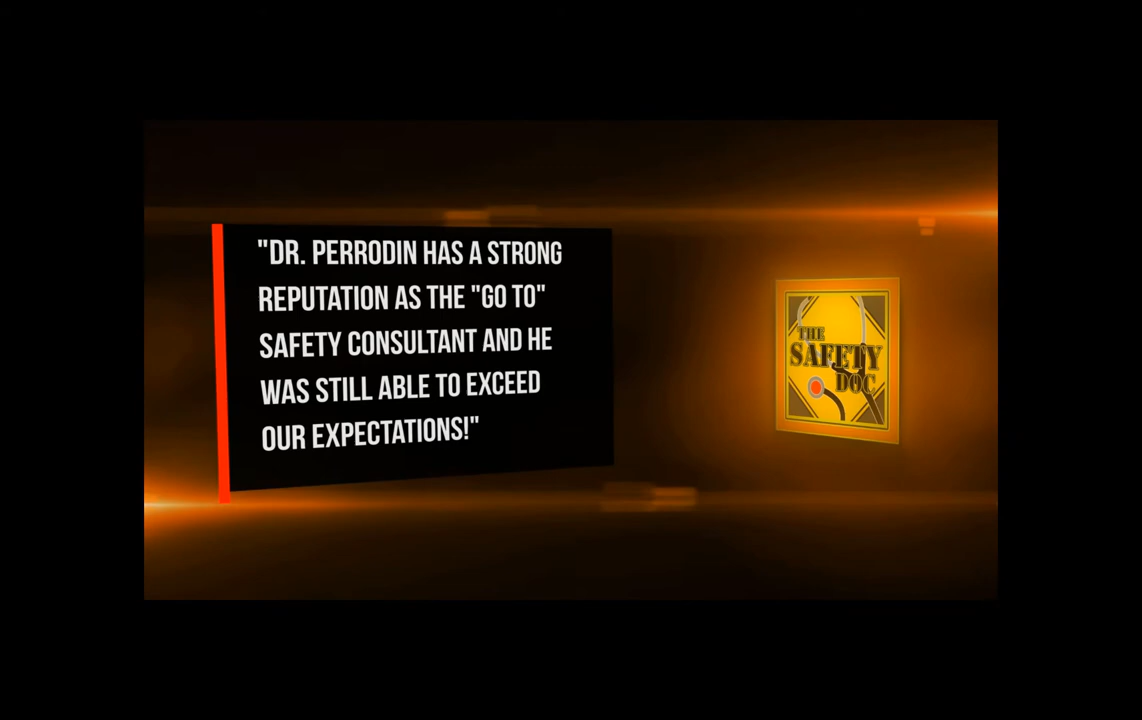 "DR. PERRODIN HAS A STRONG
REPUTATION AS THE "GO TO"
SAFETY CONSULTANT AND HE
WAS STILL ABLE TO EXCEED
OUR EXPECTATIONS!"
THE
SAFETY
DOC